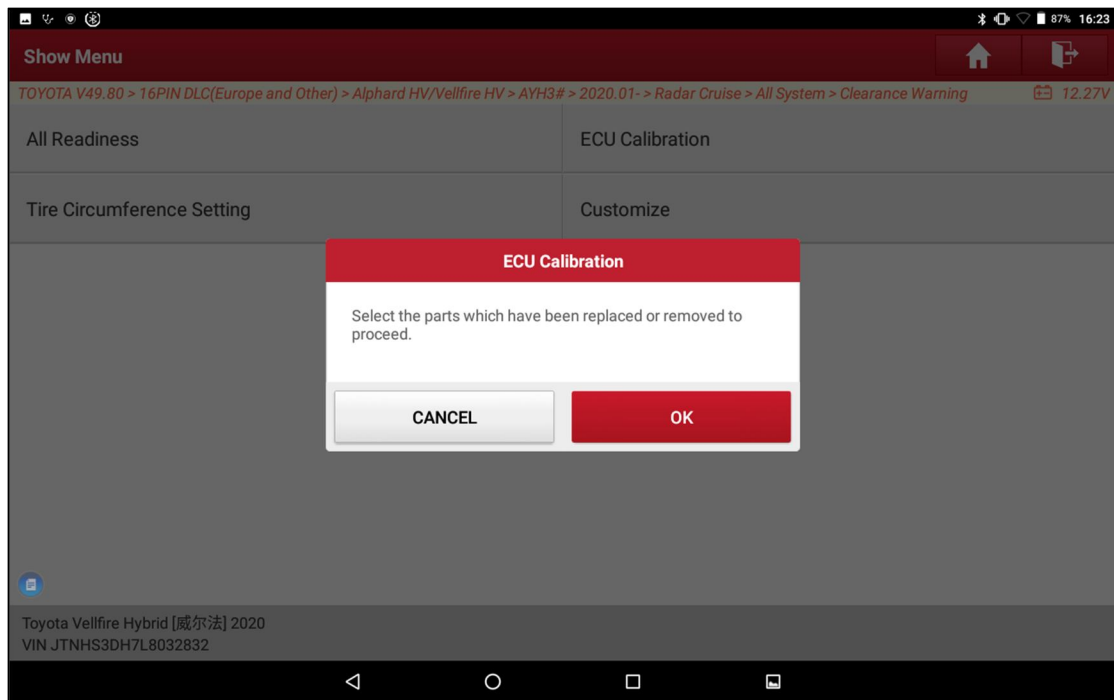 87% 16:23
Show Menu
TOYOTA V49.80 > 16PIN DLC(Europe and Other) > Alphard HV/Vellfire HV > AYH3# > 2020.01- > Radar Cruise > All System > Clearance Warning 12.27V
All Readiness
ECU Calibration
Tire Circumference Setting
Customize
ECU Calibration
Select the parts which have been replaced or removed to
proceed.
CANCEL
OK
Toyota Vellfire Hybrid [威尔法] 2020
VIN JTNHS3DH7L8032832